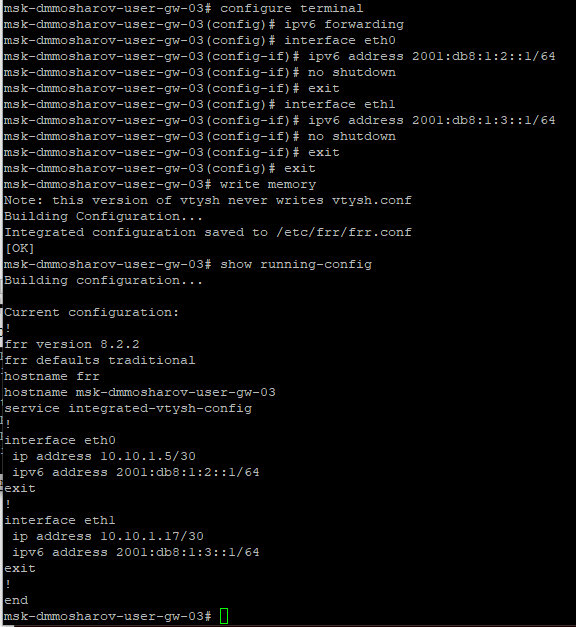 msk-dmmosharov-user-gw-03# configure terminal
msk-dmmosharov-user-gw-03(config)# ipv6 forwarding
msk-dmmosharov-user-gw-03(config)# interface eth0
msk-dmmosharov-user-gw-03(config-if)# ipv6 address 2001:db8:1:2::1/64
msk-dmmosharov-user-gw-03(config-if)# no shutdown
msk-dmmosharov-user-gw-03(config-if)# exit
msk-dmmosharov-user-gw-03(config)# interface eth1
msk-dmmosharov-user-gw-03(config-if)# ipv6 address 2001:db8:1:3::1/64
msk-dmmosharov-user-gw-03(config-if)# no shutdown
msk-dmmosharov-user-gw-03(config-if)# exit
msk-dmmosharov-user-gw-03(config)# exit
msk-dmmosharov-user-gw-03# write memory
Note: this version of vtysh never writes vtysh.conf
Building Configuration...
Integrated configuration saved to /etc/frr/frr.conf
[OK]
msk-dmmosharov-user-gw-03# show running-config
Building configuration...

Current configuration:
!
frr version 8.2.2
frr defaults traditional
hostname frr
hostname msk-dmmosharov-user-gw-03
service integrated-vtysh-config
!
interface eth0
 ip address 10.10.1.5/30
 ipv6 address 2001:db8:1:2::1/64
exit
!
interface eth1
 ip address 10.10.1.17/30
 ipv6 address 2001:db8:1:3::1/64
exit
!
end
msk-dmmosharov-user-gw-03#